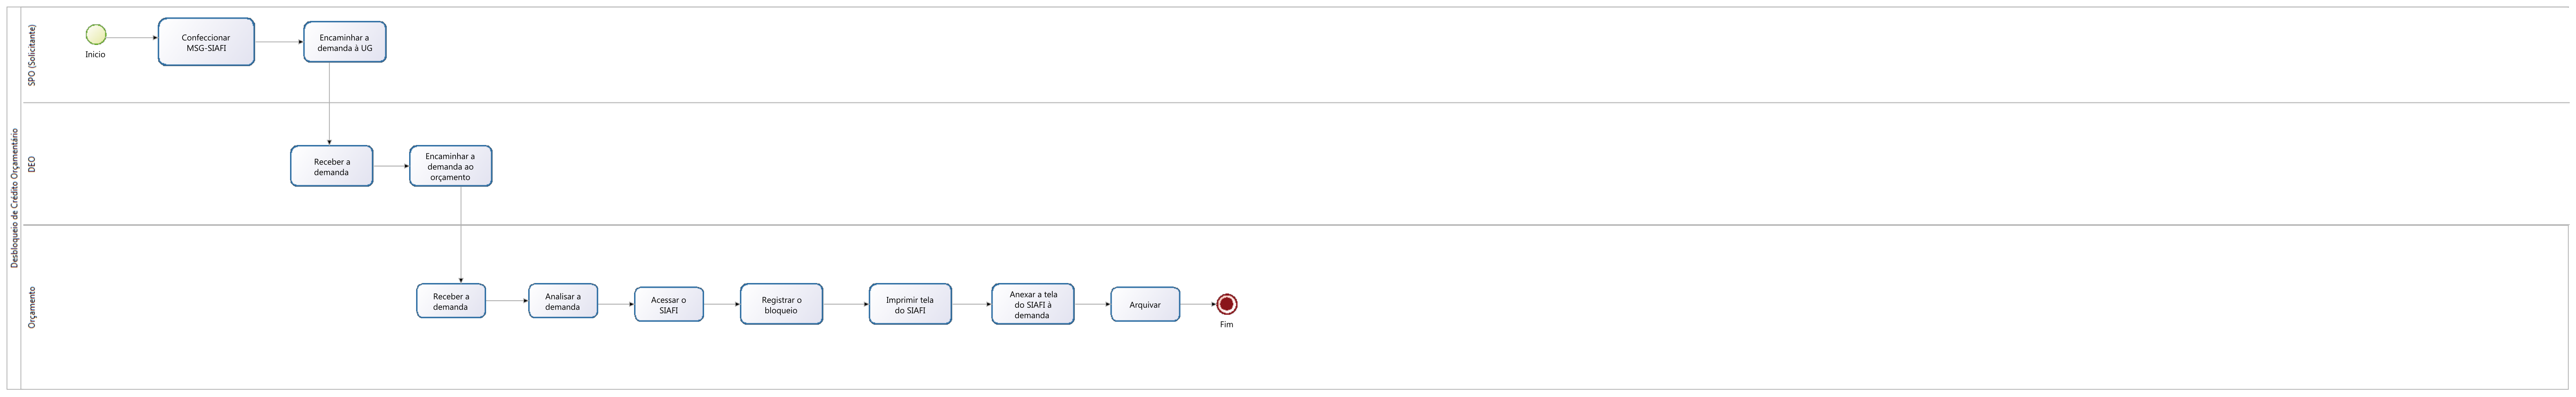 Desbloqueio de Crédito Orçamentário
SPO (Solicitante)
Inicio
Confeccionar
MSG-SIAFI
Encaminhar a
demanda à UG
DEO
Receber a
demanda
Encaminhar a
demanda ao
orçamento
Orçamento
Receber a
demanda
Analisar a
demanda
Acessar o
SIAFI
Registrar o
bloqueio
Imprimir tela
do SIAFI
Anexar a tela
do SIAFI à
demanda
Arquivar
Fim